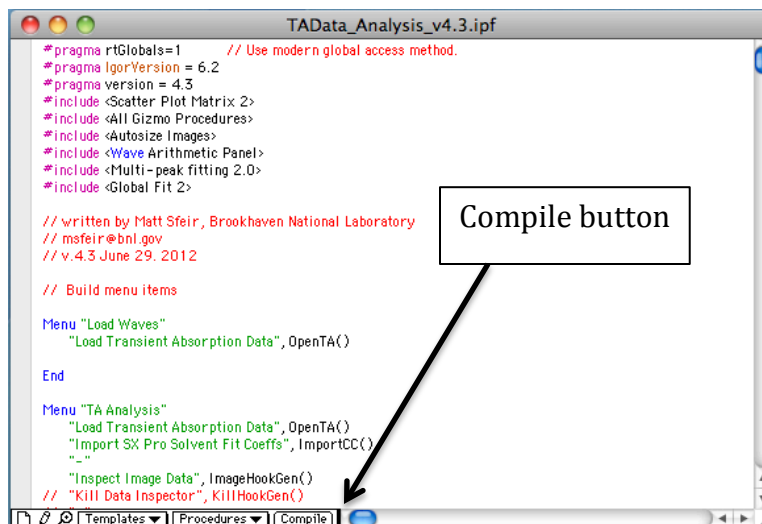 TAData_Analysis_v4.3.ipf
#pragma rtGlobals=1 // Use modern global access method.
#pragma IgorVersion = 6.2
#pragma version = 4.3
#include <Scatter Plot Matrix 2>
#include <All Gizmo Procedures>
#include <Autosize Images>
#include <Wave Arithmetic Panel>
#include <Multi-peak fitting 2.0>
#include <Global Fit 2>
// written by Matt Sfeir, Brookhaven National Laboratory
// msfeir@bnl.gov
// v.4.3 June 29. 2012
// Build menu items
Menu "Load Waves"
"Load Transient Absorption Data", OpenTA()
End
Menu "TA Analysis"
"Load Transient Absorption Data", OpenTA()
"Import SX Pro Solvent Fit Coeffs", ImportCC()
"-"
"Inspect Image Data", ImageHookGen()
// "Kill Data Inspector", KillHookGen()
Compile button
Templates Procedures Compile